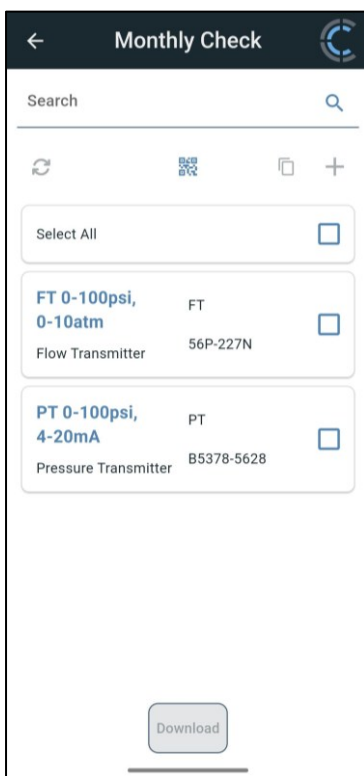 Monthly Check
Search
Select All
FT 0-100psi,
0-10atm
Flow Transmitter
FT
56P-227N
PT 0-100psi,
4-20mA
Pressure Transmitter
PT
B5378-5628
Download